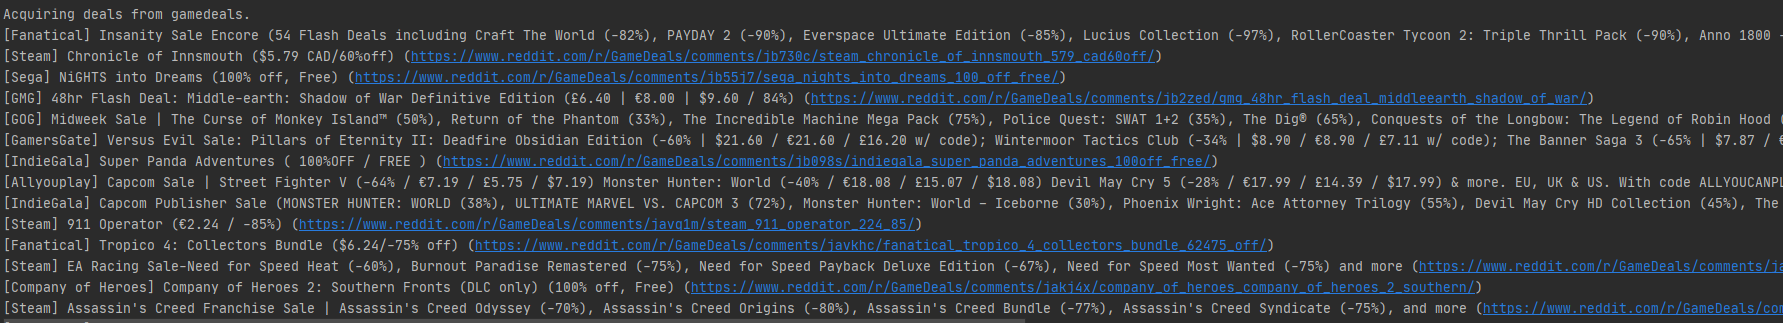 Acquiring deals from gamedeals.
[Fanatical] Insanity Sale Encore (54 Flash Deals including Craft The World (-82%), PAYDAY 2 (-90%), Everspace Ultimate Edition (-85%), Lucius Collection (-97%), RollerCoaster Tycoon 2: Triple Thrill Pack (-90%), Anno 1800 -
[Steam] Chronicle of Innsmouth ($5.79 CAD/60%off) (https://www.reddit.com/r/GameDeals/comments/jb730c/steam_chronicle_of_innsmouth_579_cad60off/)
[Sega] NiGHTS into Dreams (100% off, Free) (https://www.reddit.com/r/GameDeals/comments/jb55j7/sega_nights_into_dreams_100_off_free/)
[GMG] 48hr Flash Deal: Middle-earth: Shadow of War Definitive Edition (£6.40 | €8.00 | $9.60 / 84%) (https://www.reddit.com/r/GameDeals/comments/jb2zed/gmg_48hr_flash_deal_middleearth_shadow_of_war/)
[GOG] Midweek Sale | The Curse of Monkey Island™ (50%), Return of the Phantom (33%), The Incredible Machine Mega Pack (75%), Police Quest: SWAT 1+2 (35%), The Dig® (65%), Conquests of the Longbow: The Legend of Robin Hood (
[GamersGate] Versus Evil Sale: Pillars of Eternity II: Deadfire Obsidian Edition (-60% | $21.60 / €21.60 / £16.20 w/ code); Wintermoor Tactics Club (-34% | $8.90 / €8.90 / £7.11 w/ code); The Banner Saga 3 (-65% | $7.87 / €
[IndieGala] Super Panda Adventures ( 100%OFF / FREE ) (https://www.reddit.com/r/GameDeals/comments/jb098s/indiegala_super_panda_adventures_100off_free/)
[Allyouplay] Capcom Sale | Street Fighter V (-64% / €7.19 / £5.75 / $7.19) Monster Hunter: World (-40% / €18.08 / £15.07 / $18.08) Devil May Cry 5 (-28% / €17.99 / £14.39 / $17.99) & more. EU, UK & US. With code ALLYOUCANPL
[IndieGala] Capcom Publisher Sale (MONSTER HUNTER: WORLD (38%), ULTIMATE MARVEL VS. CAPCOM 3 (72%), Monster Hunter: World – Iceborne (30%), Phoenix Wright: Ace Attorney Trilogy (55%), Devil May Cry HD Collection (45%), The
[Steam] 911 Operator (€2.24 / -85%) (https://www.reddit.com/r/GameDeals/comments/javq1m/steam_911_operator_224_85/)
[Fanatical] Tropico 4: Collectors Bundle ($6.24/-75% off) (https://www.reddit.com/r/GameDeals/comments/javkhc/fanatical_tropico_4_collectors_bundle_62475_off/)
[Steam] EA Racing Sale-Need for Speed Heat (-60%), Burnout Paradise Remastered (-75%), Need for Speed Payback Deluxe Edition (-67%), Need for Speed Most Wanted (-75%) and more (https://www.reddit.com/r/GameDeals/comments/ja
[Company of Heroes] Company of Heroes 2: Southern Fronts (DLC only) (100% off, Free) (https://www.reddit.com/r/GameDeals/comments/jakj4x/company_of_heroes_company_of_heroes_2_southern/)
[Steam] Assassin's Creed Franchise Sale | Assassin's Creed Odyssey (-70%), Assassin's Creed Origins (-80%), Assassin's Creed Bundle (-77%), Assassin's Creed Syndicate (-75%), and more (https://www.reddit.com/r/GameDeals/com